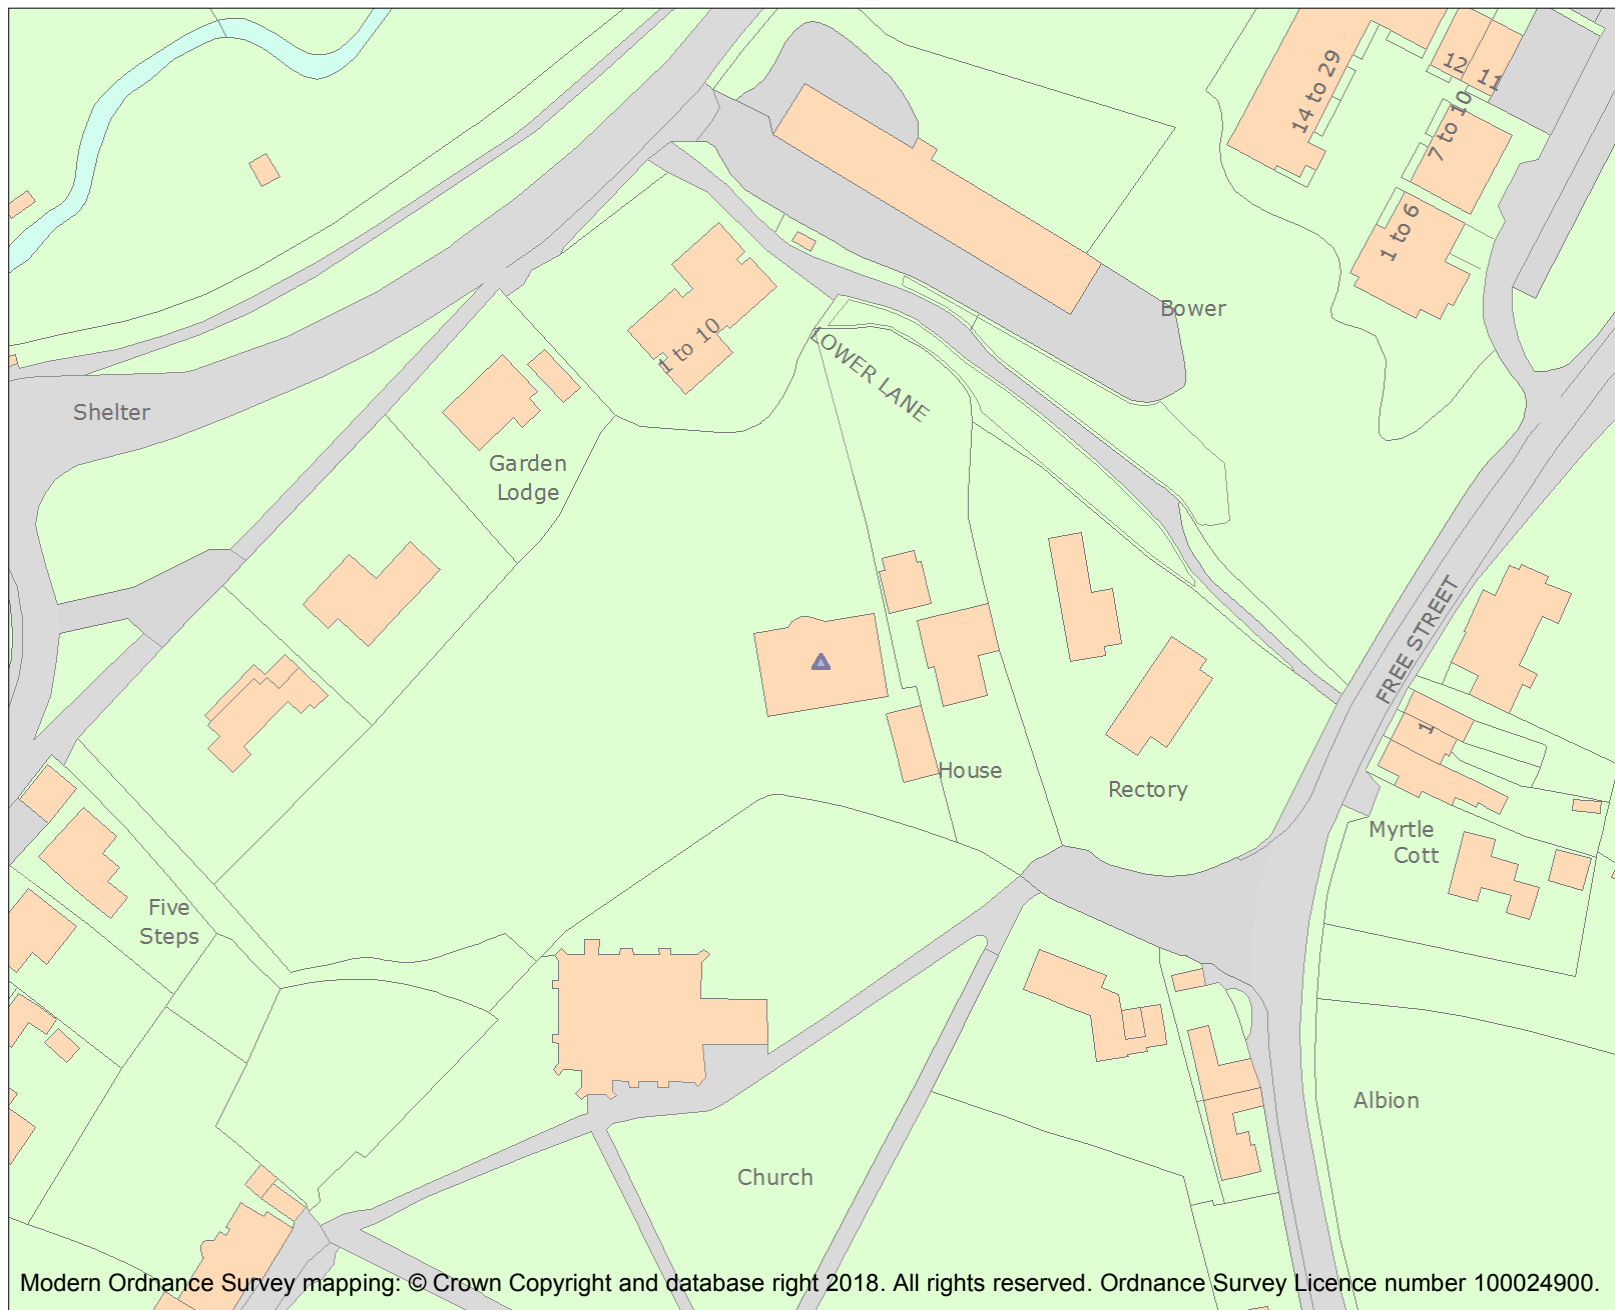 14 to 29
12
11
7 to 10
1 to 6
Bower
1 to 10
LOWER LANE
Shelter
Garden
Lodge
FREE STREET
1
House
Rectory
Myrtle
Cott
Five
Steps
Albion
Church
Modern Ordnance Survey mapping: © Crown Copyright and database right 2018. All rights reserved. Ordnance Survey Licence number 100024900.